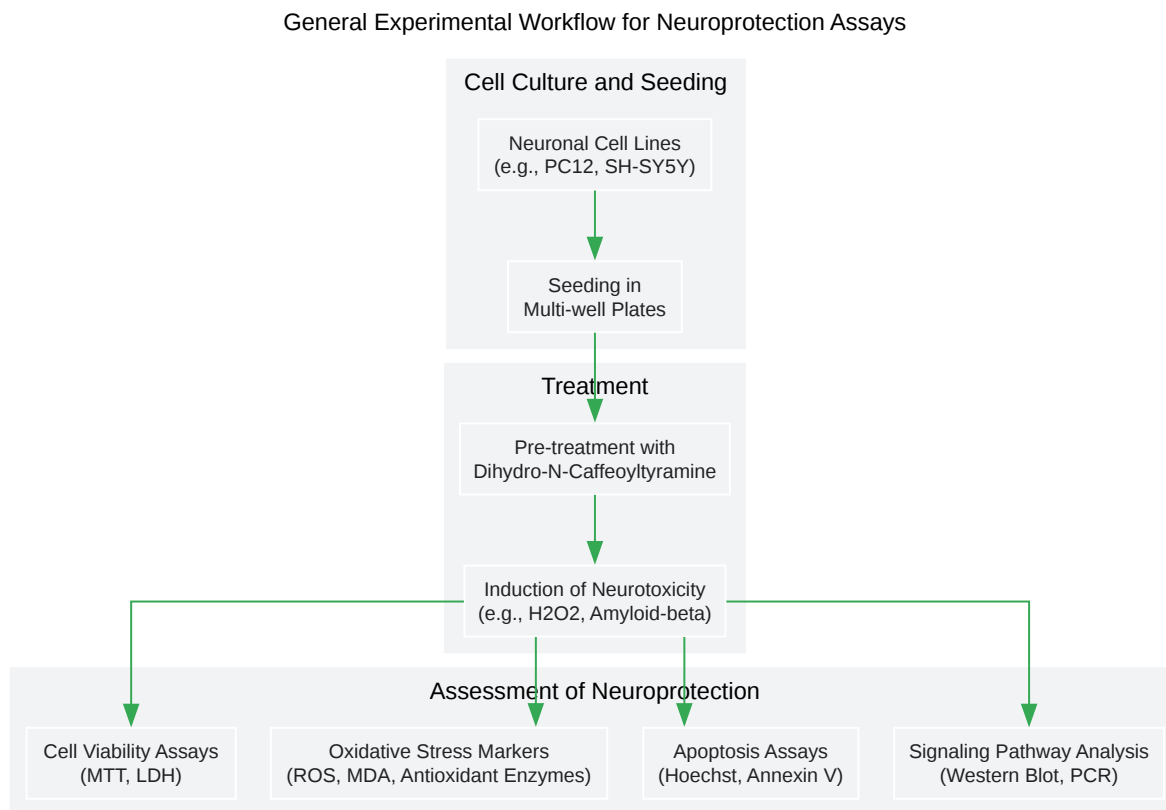 General Experimental Workflow for Neuroprotection Assays
Cell Culture and Seeding
Neuronal Cell Lines
(e.g., PC12, SH-SY5Y)
Seeding in
Multi-well Plates
Treatment
Pre-treatment with
Dihydro-N-Caffeoyltyramine
Induction of Neurotoxicity
(e.g., H2O2, Amyloid-beta)
Assessment of Neuroprotection
Cell Viability Assays
(MTT, LDH)
Oxidative Stress Markers
(ROS, MDA, Antioxidant Enzymes)
Apoptosis Assays
(Hoechst, Annexin V)
Signaling Pathway Analysis
(Western Blot, PCR)